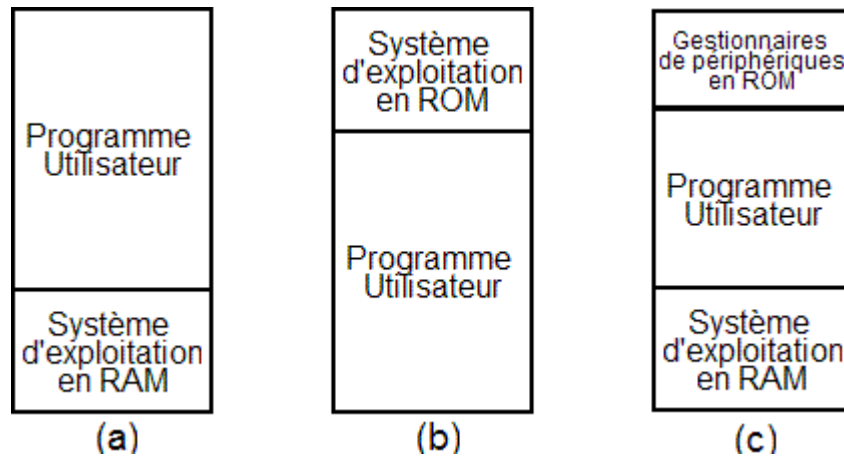 Programme
Utilisateur
Système
d'exploitation
en RAM
(a)
Système
d'exploitation
en ROM
Programme
Utilisateur
(b)
Gestionnaires
de périphériques
en ROM
Programme
Utilisateur
Système
d'exploitation
en RAM
(c)